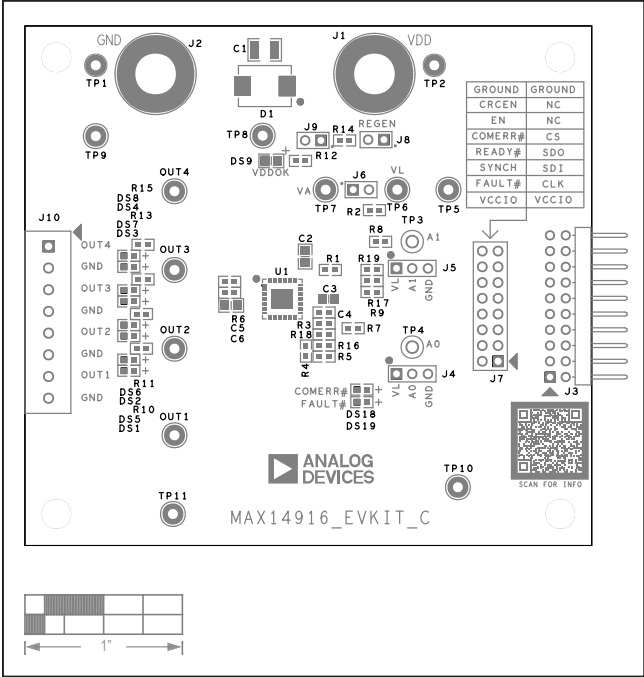 GND J2 J1 VDD
C1
TP1 TP2
D1
GROUND GROUND
CRCEN NC
EN NC
COMERR# CS
READY# SDO
SYNCH SDI
FAULT# CLK
VCCIO VCCIO
REGEN
TP8 J9 R14 J8
TP9
DS9 + R12
VDDOK
OUT4
J6 VL
VA
TP7 TP6 TP5
R2
R15
DS8
DS4
R13
DS7
DS3
J10
TP3
R8 A1
OUT4 +
GND +
OUT3 +
GND +
OUT2 +
GND +
OUT1 +
GND +
OUT3
C2
U1
R1 R19 J5
VL A1 GND
R17
R9
C3
R6
C5
C6
C4
R3
R18
R7
R16
R5
R4
OUT2
TP4
A0
J4
VL A0 GND
J7 J3
R11
DS6
DS2
R10
DS5
DS1
COMERR# +
FAULT# +
DS18
DS19
OUT1
ANALOG
DEVICES
TP10
SCAN FOR INFO
TP11
MAX14916_EVKIT_C
1"